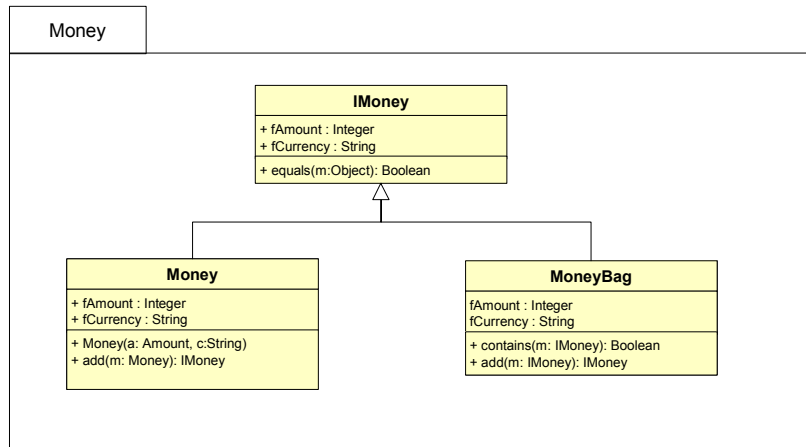 Money
IMoney
+ fAmount : Integer
+ fCurrency : String
+ equals(m:Object): Boolean
Money
+ fAmount : Integer
+ fCurrency : String
+ Money(a: Amount, c:String)
+ add(m: Money): IMoney
MoneyBag
fAmount : Integer
fCurrency : String
+ contains(m: IMoney): Boolean
+ add(m: IMoney): IMoney